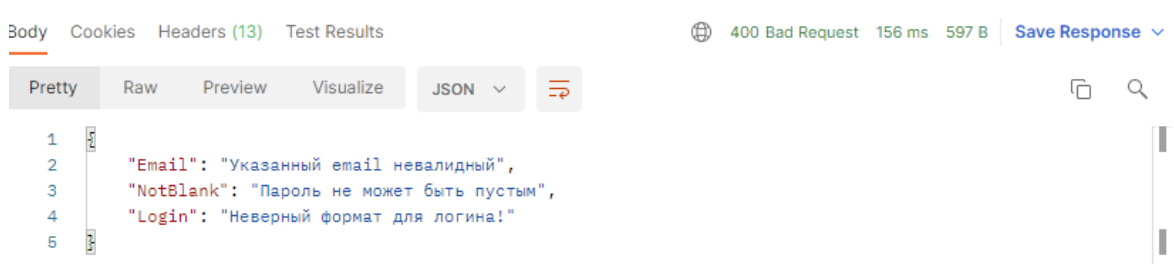 Body Cookies Headers (13) Test Results 400 Bad Request 156 ms 597 B Save Response
Pretty Raw Preview Visualize JSON
1 {
2 "Email": "Указанный email невалидный",
3 "NotBlank": "Пароль не может быть пустым",
4 "Login": "Неверный формат для логина!"
5 }